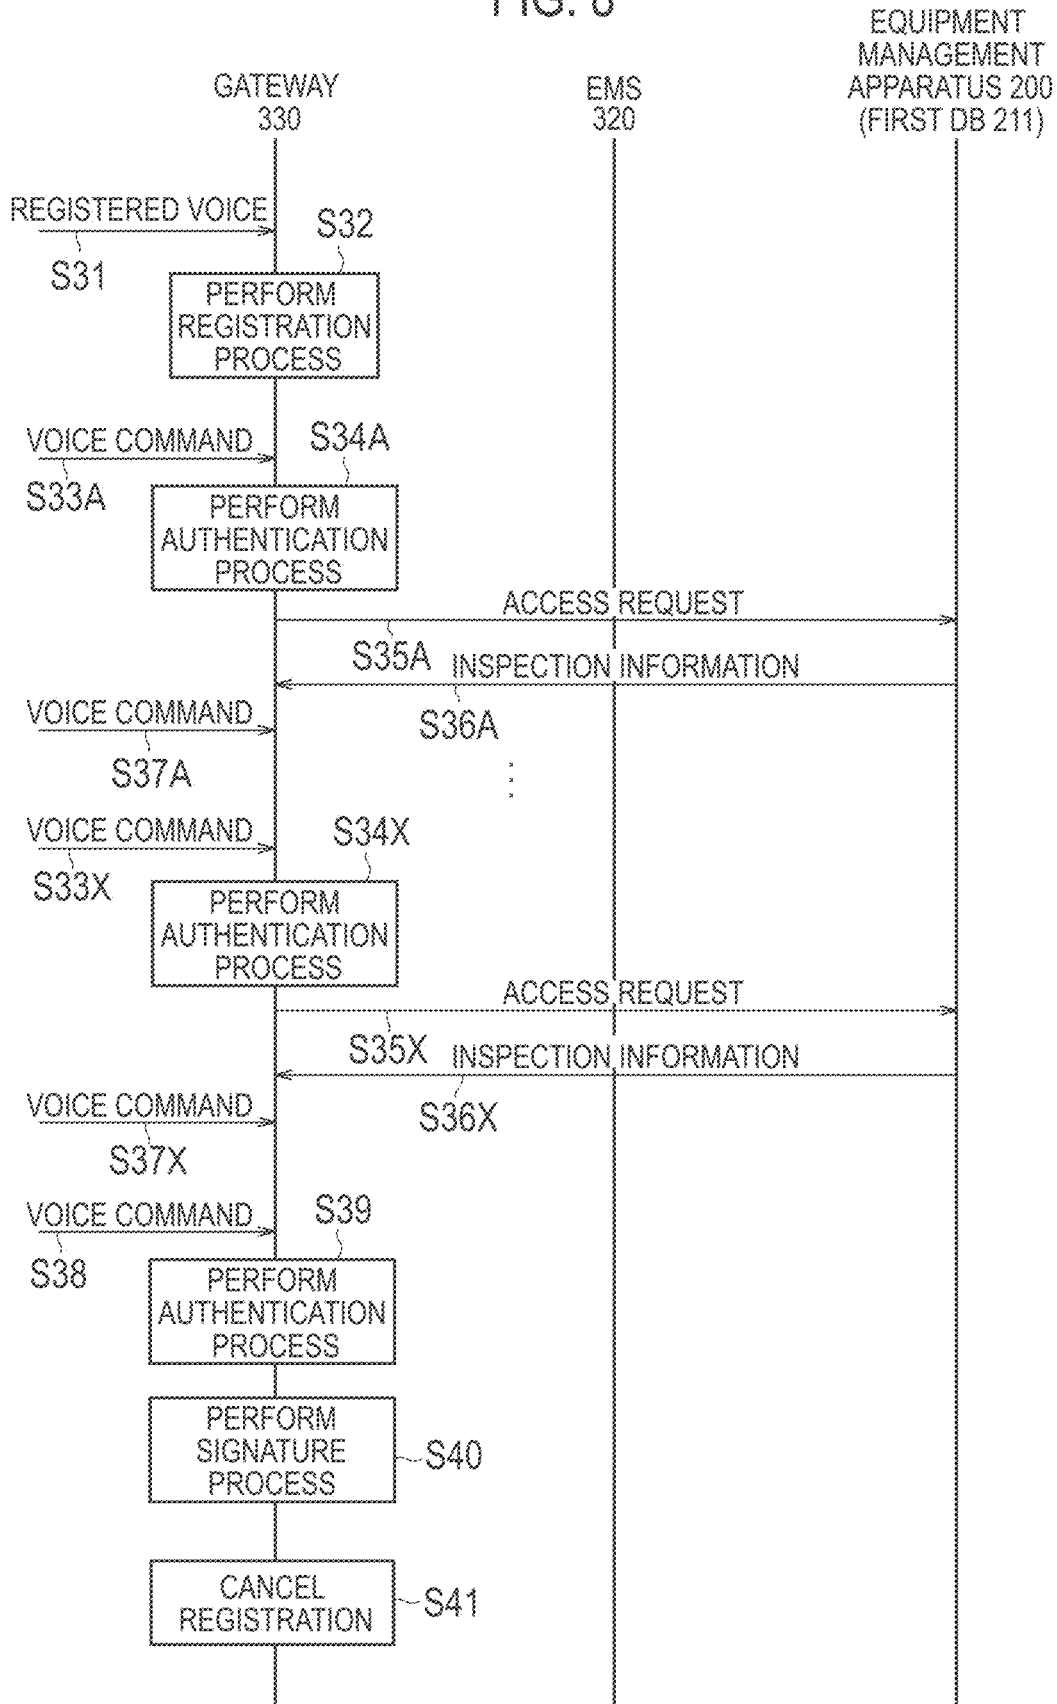 FIG. 8
GATEWAY
330
EMS
320
EQUIPMENT
MANAGEMENT
APPARATUS 200
(FIRST DB 211)
REGISTERED VOICE
S31
S32
PERFORM
REGISTRATION
PROCESS
VOICE COMMAND
S33A
S34A
PERFORM
AUTHENTICATION
PROCESS
ACCESS REQUEST
S35A
INSPECTION INFORMATION
S36A
VOICE COMMAND
S37A
VOICE COMMAND
S33X
S34X
PERFORM
AUTHENTICATION
PROCESS
ACCESS REQUEST
S35X
INSPECTION INFORMATION
S36X
VOICE COMMAND
S37X
VOICE COMMAND
S38
S39
PERFORM
AUTHENTICATION
PROCESS
PERFORM
SIGNATURE
PROCESS
S40
CANCEL
REGISTRATION
S41